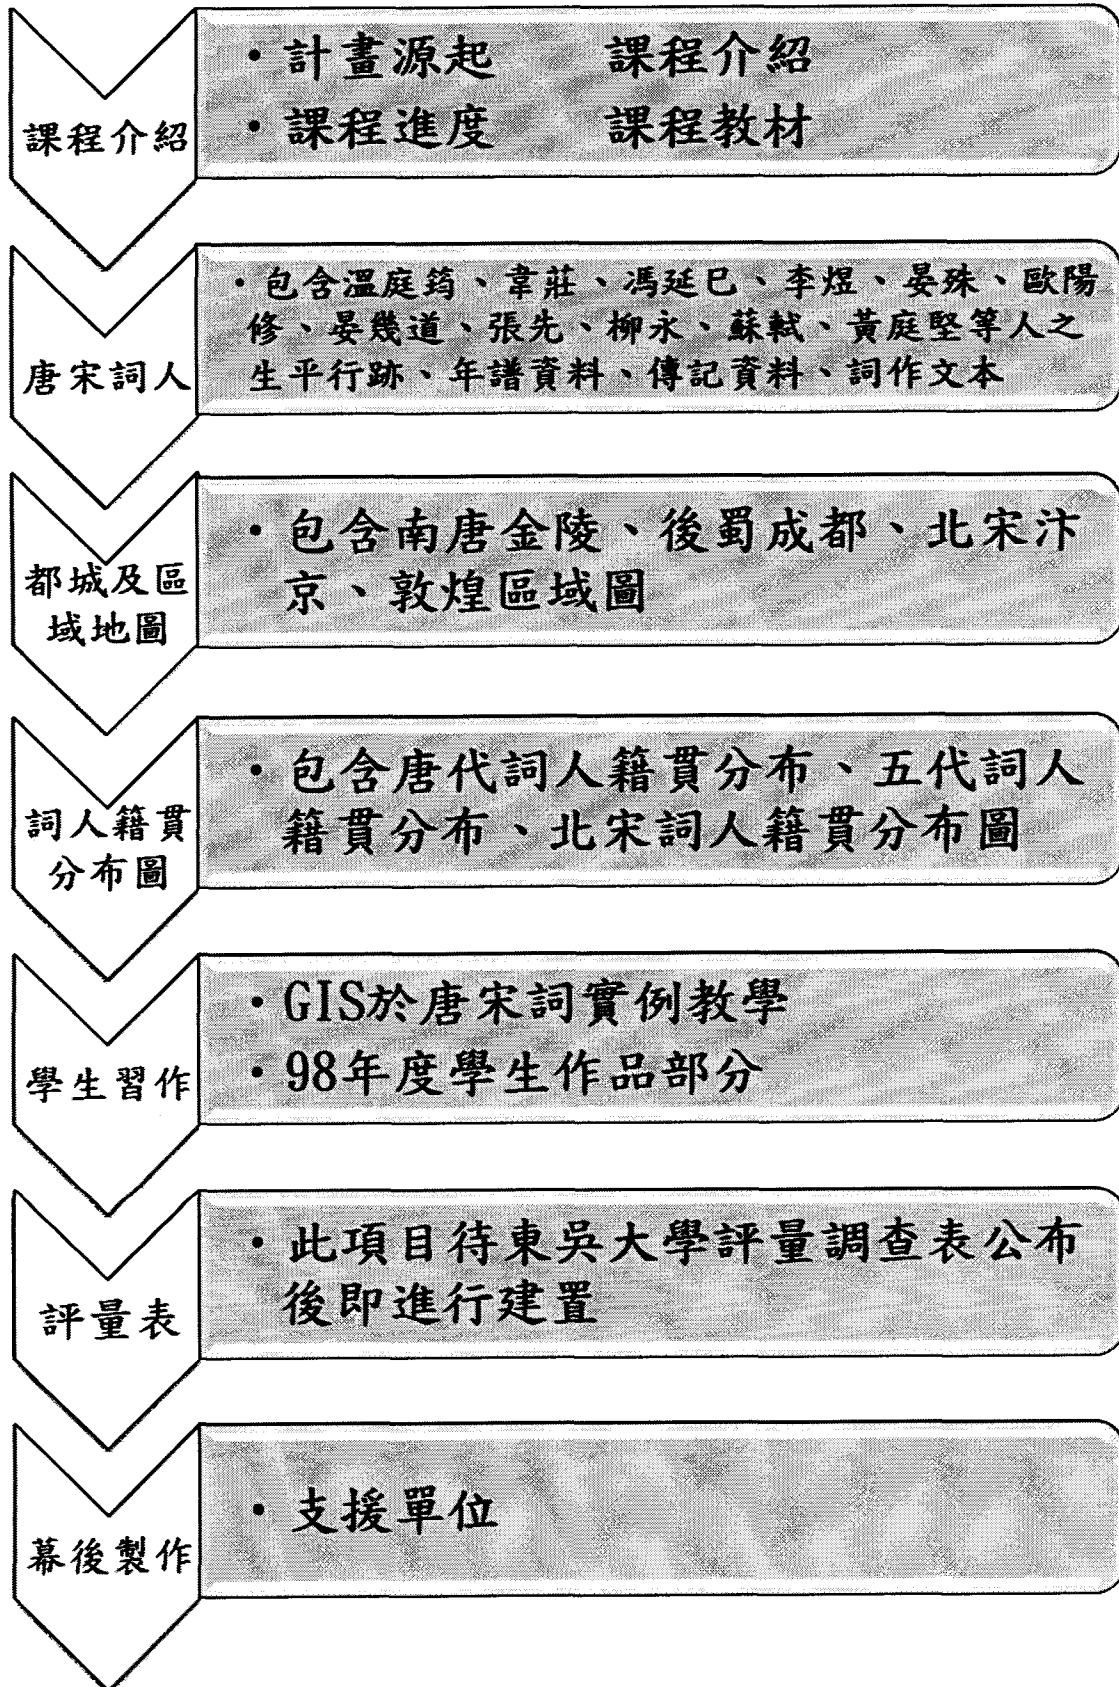 課程介紹
・計畫源起　　課程介紹
・課程進度　　課程教材
唐宋詞人
・包含溫庭筠、韋莊、馮延巳、李煜、晏殊、歐陽
修、晏幾道、張先、柳永、蘇軾、黃庭堅等人之
生平行跡、年譜資料、傳記資料、詞作文本
都城及區
域地圖
・包含南唐金陵、後蜀成都、北宋汴
京、敦煌區域圖
詞人籍貫
分布圖
・包含唐代詞人籍貫分布、五代詞人
籍貫分布、北宋詞人籍貫分布圖
學生習作
・GIS於唐宋詞實例教學
・98年度學生作品部分
評量表
・此項目待東吳大學評量調查表公布
後即進行建置
幕後製作
・支援單位